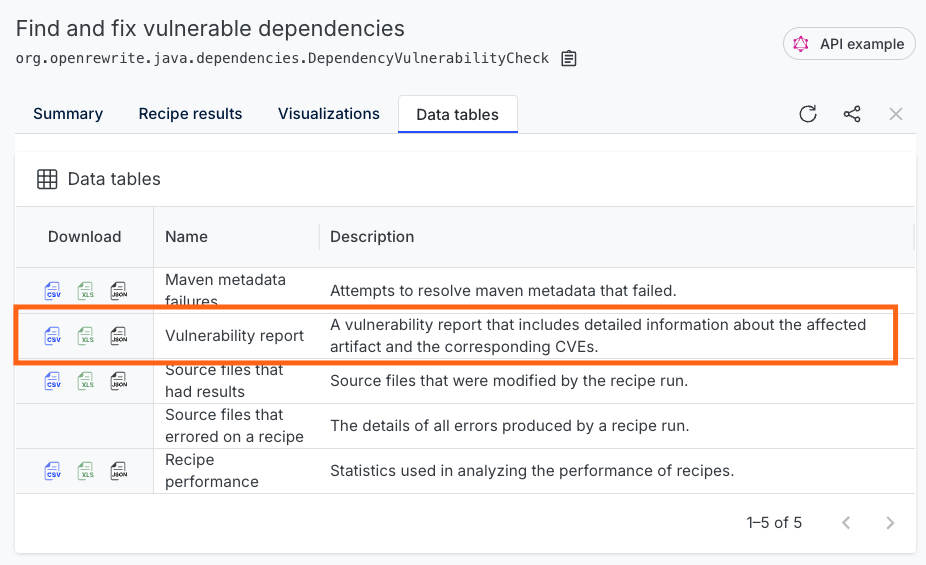 Find and fix vulnerable dependencies
org.openrewrite.java.dependencies.DependencyVulnerabilityCheck
API example
Summary
Recipe results
Visualizations
Data tables
Data tables
Download
Name
Description
CSV
XLS
JSON
Maven metadata
failures
Attempts to resolve maven metadata that failed.
CSV
XLS
JSON
Vulnerability report
A vulnerability report that includes detailed information about the affected
artifact and the corresponding CVEs.
CSV
XLS
JSON
Source files that
had results
Source files that were modified by the recipe run.
Source files that
errored on a recipe
The details of all errors produced by a recipe run.
CSV
XLS
JSON
Recipe
performance
Statistics used in analyzing the performance of recipes.
1–5 of 5